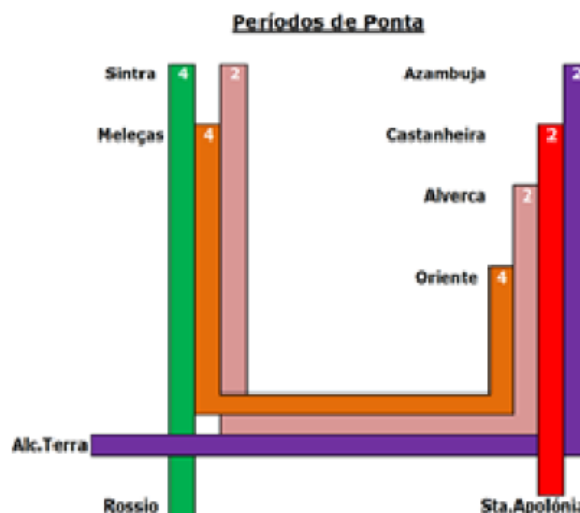 Períodos de Ponta
Sintra 4 2 Azambuja 2
Meleças 4 Castanheira 2
Alverca 2
Oriente 4
Alc.Terra
Rossio Sta.Apolónia